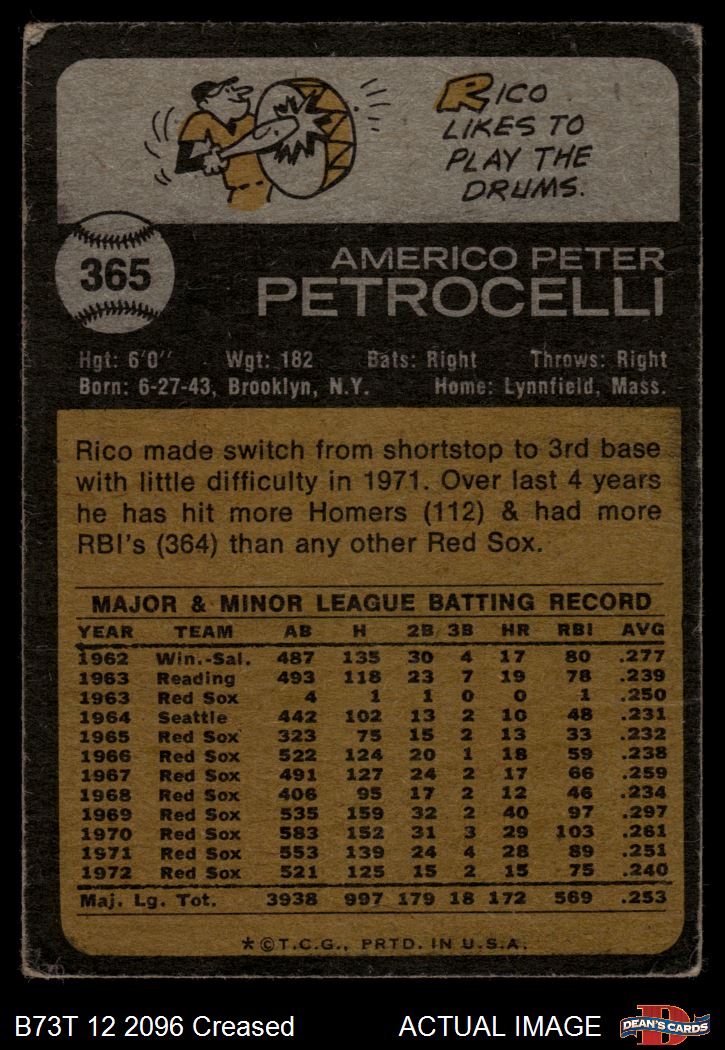 RICO
LIKES TO
PLAY THE
DRUMS.
365
AMERICO PETER
PETROCELLI
Hgt: 6'0" Wgt: 182 Bats: Right Throws: Right
Born: 6-27-43, Brooklyn, N.Y. Home: Lynnfield, Mass.
Rico made switch from shortstop to 3rd base
with little difficulty in 1971. Over last 4 years
he has hit more Homers (112) & had more
RBI's (364) than any other Red Sox.
MAJOR & MINOR LEAGUE BATTING RECORD
YEAR TEAM AB H 2B 3B HR RBI AVG
1962 Win.-Sal. 487 135 30 4 17 80 .277
1963 Reading 493 118 23 7 19 78 .239
1963 Red Sox 4 1 1 0 0 1 .250
1964 Seattle 442 102 13 2 10 48 .231
1965 Red Sox 323 75 15 2 13 33 .232
1966 Red Sox 522 124 20 1 18 59 .238
1967 Red Sox 491 127 24 2 17 66 .259
1968 Red Sox 406 95 17 2 12 46 .234
1969 Red Sox 535 159 32 2 40 97 .297
1970 Red Sox 583 152 31 3 29 103 .261
1971 Red Sox 553 139 24 4 28 89 .251
1972 Red Sox 521 125 15 2 15 75 .240
Maj. Lg. Tot. 3938 997 179 18 172 569 .253
*©T.C.G., PRTD. IN U.S.A.
B73T 12 2096 Creased ACTUAL IMAGE
D
DEAN'S CARDS